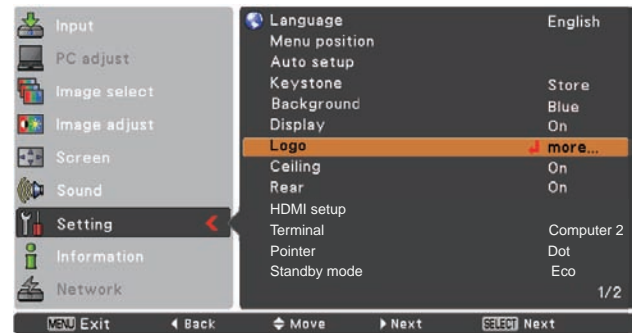 Input
PC adjust
Image select
Image adjust
Screen
Sound
Setting
Information
Network
Language English
Menu position
Auto setup
Keystone Store
Background Blue
Display On
Logo more...
Ceiling On
Rear On
HDMI setup
Terminal Computer 2
Pointer Dot
Standby mode Eco
1/2
MENU Exit Back Move Next SELECT Next